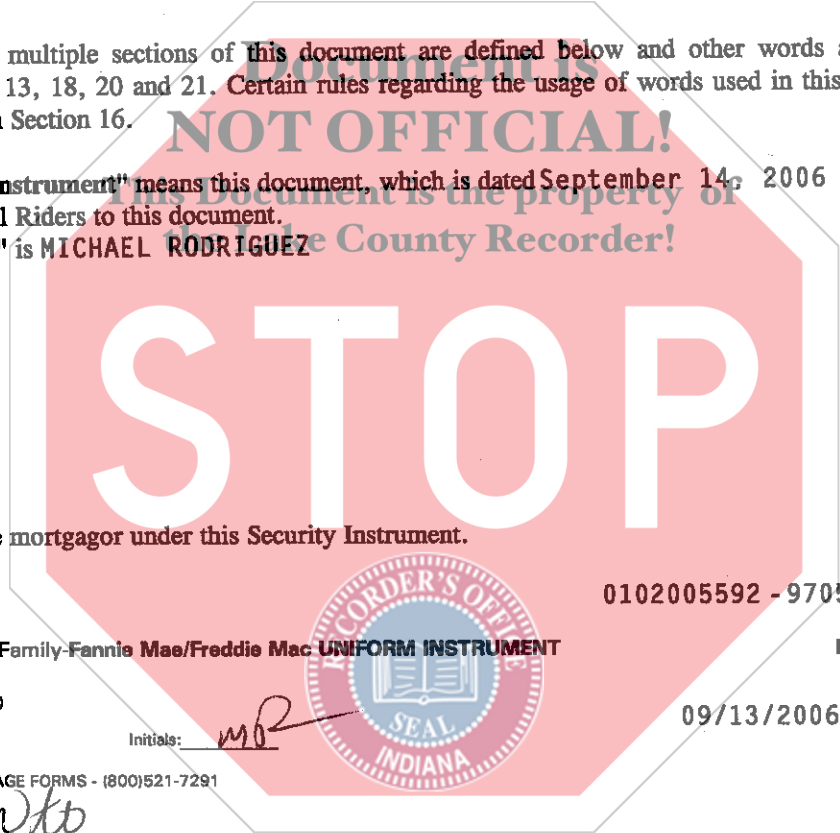 multiple sections of this document are defined below and other words
13, 18, 20 and 21. Certain rules regarding the usage of words used in this
Section 16.
Document is
NOT OFFICIAL!
This Document is the property of
the Lake County Recorder!
nstrument" means this document, which is dated September 14, 2006
Riders to this document.
" is MICHAEL RODRIGUEZ
STOP
mortgagor under this Security Instrument.
0102005592 - 9705
Family-Fannie Mae/Freddie Mac UNIFORM INSTRUMENT
RECORDER'S OFFICE
SEAL
INDIANA
Initials: MR
09/13/2006
AGE FORMS - (800)521-7291